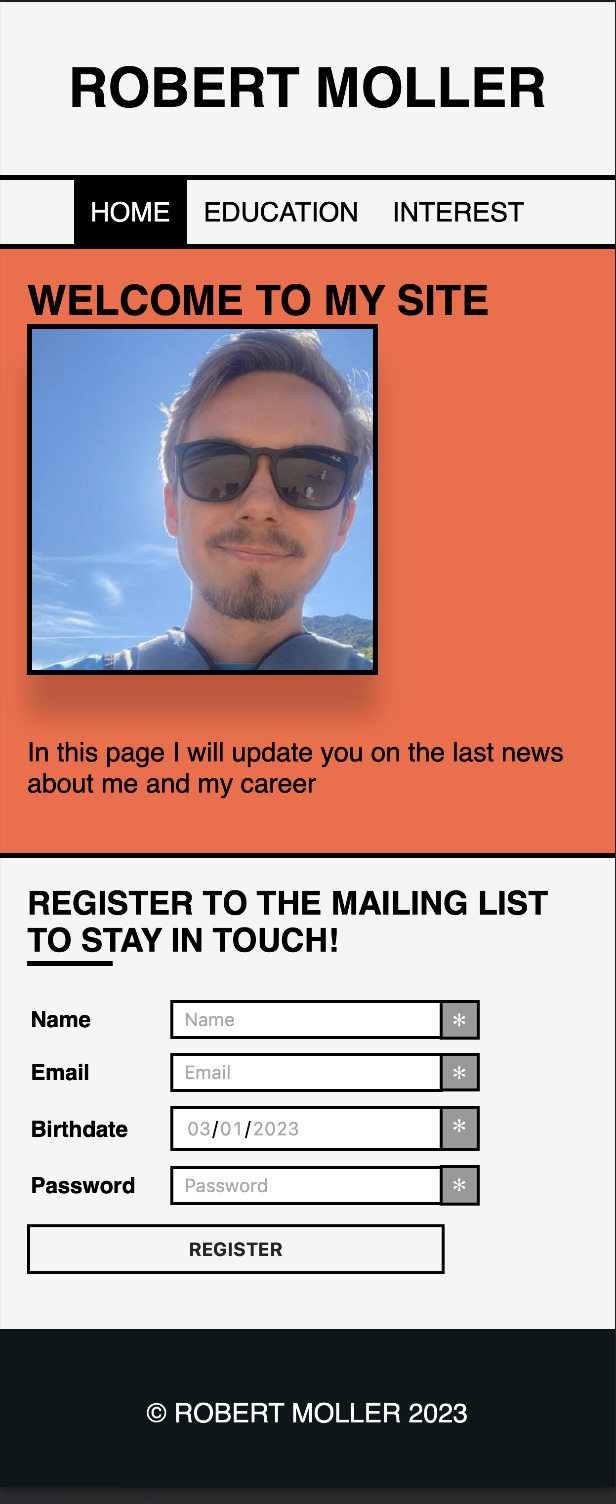 ROBERT MOLLER
HOME EDUCATION INTEREST
WELCOME TO MY SITE
In this page I will update you on the last news
about me and my career
REGISTER TO THE MAILING LIST
TO STAY IN TOUCH!
Name Name *
Email Email *
Birthdate 03/01/2023 *
Password Password *
REGISTER
© ROBERT MOLLER 2023